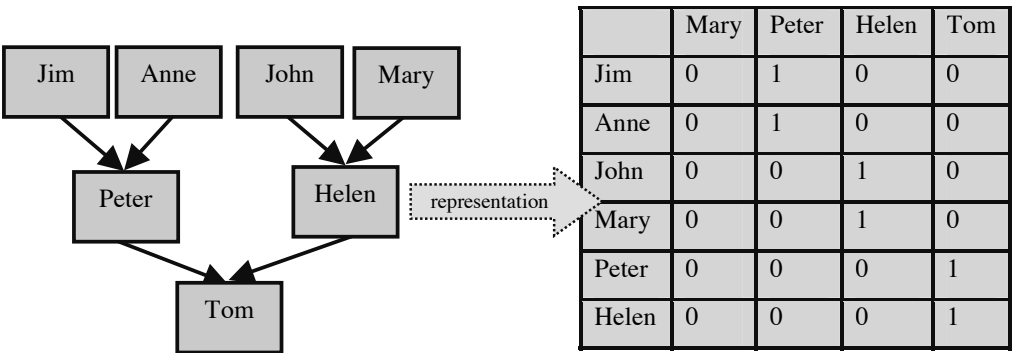 Jim Anne John Mary
Peter Helen
Tom
representation
Mary Peter Helen Tom
Jim 0 1 0 0
Anne 0 1 0 0
John 0 0 1 0
Mary 0 0 1 0
Peter 0 0 0 1
Helen 0 0 0 1